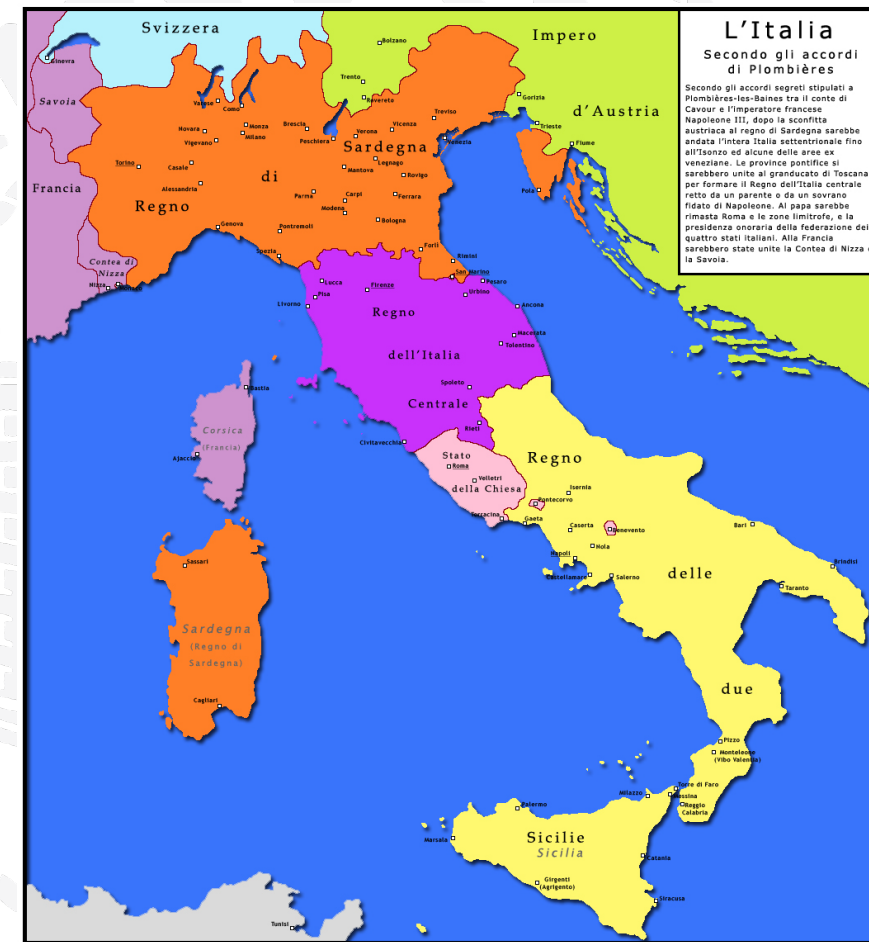 L'Italia
Secondo gli accordi
di Plombières
Secondo gli accordi segreti stipulati a
Plombières-les-Baines tra il conte di
Cavour e l'imperatore francese
Napoleone III, dopo la sconfitta
austriaca al regno di Sardegna sarebbe
andata l'intera Italia settentrionale fino
all'Isonzo ed alcune delle aree ex
veneziane. Le province pontifice si
sarebbero unite al granducato di Toscana
per formare il Regno dell'Italia centrale
retto da un parente o da un sovrano
fidato di Napoleone. Al papa sarebbe
rimasta Roma e le zone limitrofe, e la
presidenza onoraria della federazione dei
quattro stati italiani. Alla Francia
sarebbero state unite la Contea di Nizza e
la Savoia.
Svizzera
Impero
d'Austria
Ginevra
Bolzano
Savoia
Trento
Rovereto
Gorizia
Varese
Como
Treviso
Trieste
Novara
Monza
Brescia
Verona
Vicenza
Vigevano
Milano
Peschiera
Venezia
Fiume
Sardegna
Torino
Casale
Mantova
Legnago
Rovigo
di
Francia
Alessandria
Parma
Carpi
Ferrara
Pola
Regno
Modena
Genova
Pontremoli
Bologna
Forlì
Contea di
Nizza
Spezia
Rimini
San Marino
Nizza
Lucca
Firenze
Pesaro
Pisa
Urbino
Livorno
Regno
Ancona
Macerata
dell'Italia
Tolentino
Spoleto
Bastia
Centrale
Corsica
(Francia)
Rieti
Civitavecchia
Ajaccio
Stato
Roma
Regno
Velletri
della Chiesa
Isernia
Pontecorvo
Terracina
Gaeta
Caserta
Benevento
Bari
Nola
Napoli
Sassari
Castellamare
Salerno
delle
Brindisi
Taranto
Sardegna
(Regno di
Sardegna)
Cagliari
due
Pizzo
Monteleone
(Vibo Valentia)
Torre di Faro
Milazzo
Messina
Palermo
Reggio
Calabria
Marsala
Sicilie
Sicilia
Catania
Girgenti
(Agrigento)
Siracusa
Tunisi